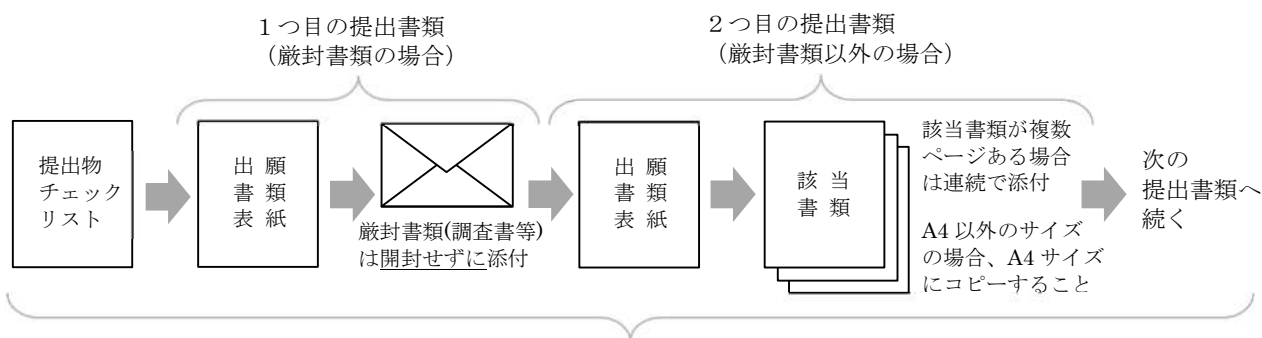 １つ目の提出書類
（厳封書類の場合）
２つ目の提出書類
（厳封書類以外の場合）
提出物
チェック
リスト
出 願
書 類
表 紙
厳封書類(調査書等)
は開封せずに添付
出 願
書 類
表 紙
該 当
書 類
該当書類が複数
ページある場合
は連続で添付
A4 以外のサイズ
の場合、A4 サイズ
にコピーすること
次の
提出書類へ
続く